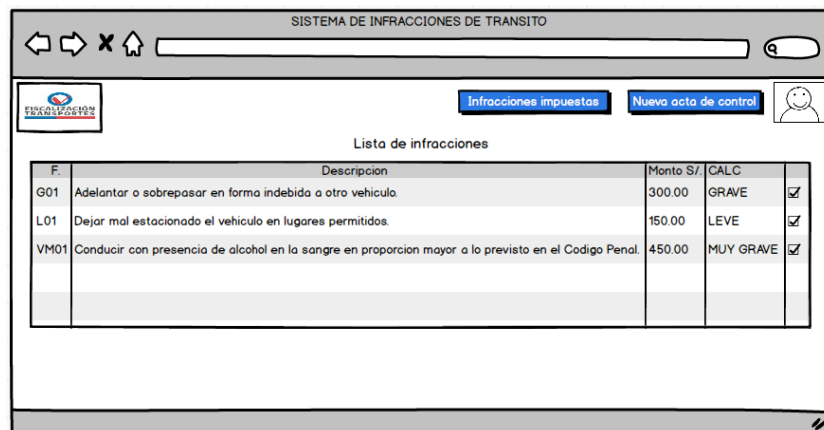 SISTEMA DE INFRACCIONES DE TRANSITO
FISCALIZACIÓN
TRANSPORTES
Infracciones impuestas
Nueva acta de control
Lista de infracciones
F. Descripcion Monto S/. CALC
G01 Adelantar o sobrepasar en forma indebida a otro vehiculo. 300.00 GRAVE
L01 Dejar mal estacionado el vehiculo en lugares permitidos. 150.00 LEVE
VM01 Conducir con presencia de alcohol en la sangre en proporcion mayor a lo previsto en el Codigo Penal. 450.00 MUY GRAVE